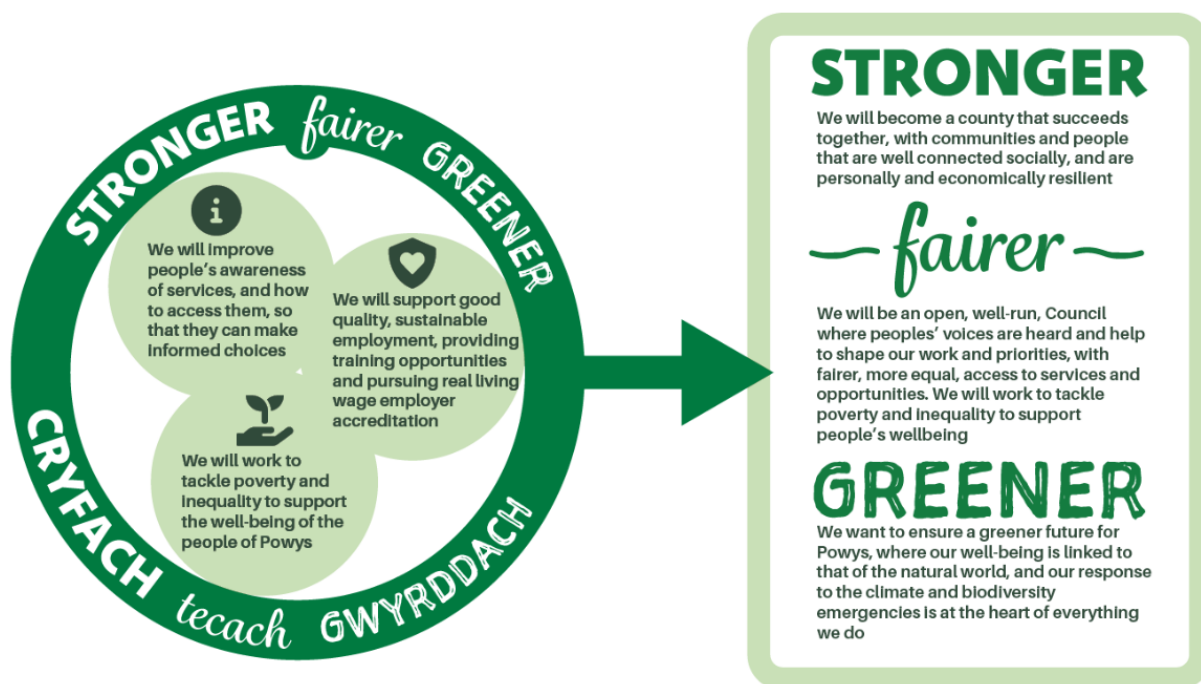 STRONGER fairer GREENER
We will improve
people's awareness
of services, and how
to access them, so
that they can make
informed choices
We will support good
quality, sustainable
employment, providing
training opportunities
and pursuing real living
wage employer
accreditation
We will work to
tackle poverty and
inequality to support
the well-being of the
people of Powys
CRYFACH tecach GWYRDDACH
STRONGER
We will become a county that succeeds
together, with communities and people
that are well connected socially, and are
personally and economically resilient
fairer
We will be an open, well-run, Council
where peoples' voices are heard and help
to shape our work and priorities, with
fairer, more equal, access to services and
opportunities. We will work to tackle
poverty and inequality to support
people's wellbeing
GREENER
We want to ensure a greener future for
Powys, where our well-being is linked to
that of the natural world, and our response
to the climate and biodiversity
emergencies is at the heart of everything
we do